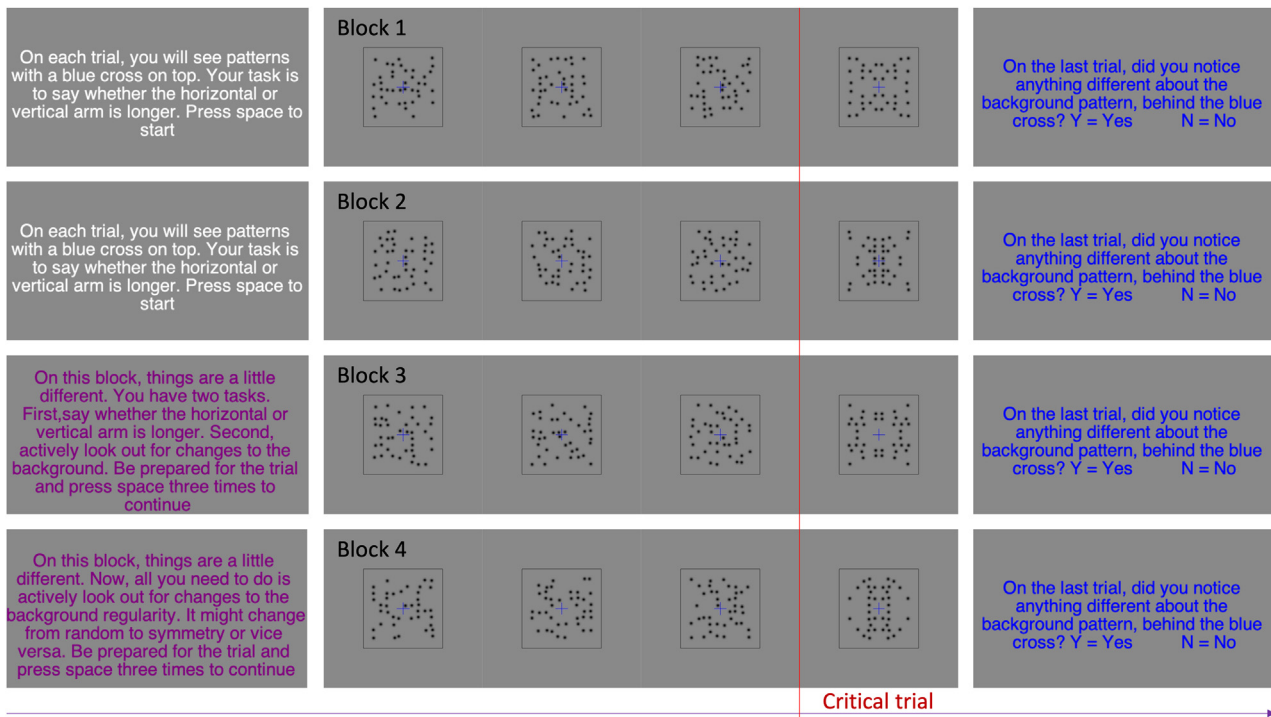 On each trial, you will see patterns
with a blue cross on top. Your task is
to say whether the horizontal or
vertical arm is longer. Press space to
start
Block 1
On the last trial, did you notice
anything different about the
background pattern, behind the blue
cross? Y = Yes N = No
On each trial, you will see patterns
with a blue cross on top. Your task is
to say whether the horizontal or
vertical arm is longer. Press space to
start
Block 2
On the last trial, did you notice
anything different about the
background pattern, behind the blue
cross? Y = Yes N = No
On this block, things are a little
different. You have two tasks.
First,say whether the horizontal or
vertical arm is longer. Second,
actively look out for changes to the
background. Be prepared for the trial
and press space three times to
continue
Block 3
On the last trial, did you notice
anything different about the
background pattern, behind the blue
cross? Y = Yes N = No
On this block, things are a little
different. Now, all you need to do is
actively look out for changes to the
background regularity. It might change
from random to symmetry or vice
versa. Be prepared for the trial and
press space three times to continue
Block 4
On the last trial, did you notice
anything different about the
background pattern, behind the blue
cross? Y = Yes N = No
Critical trial